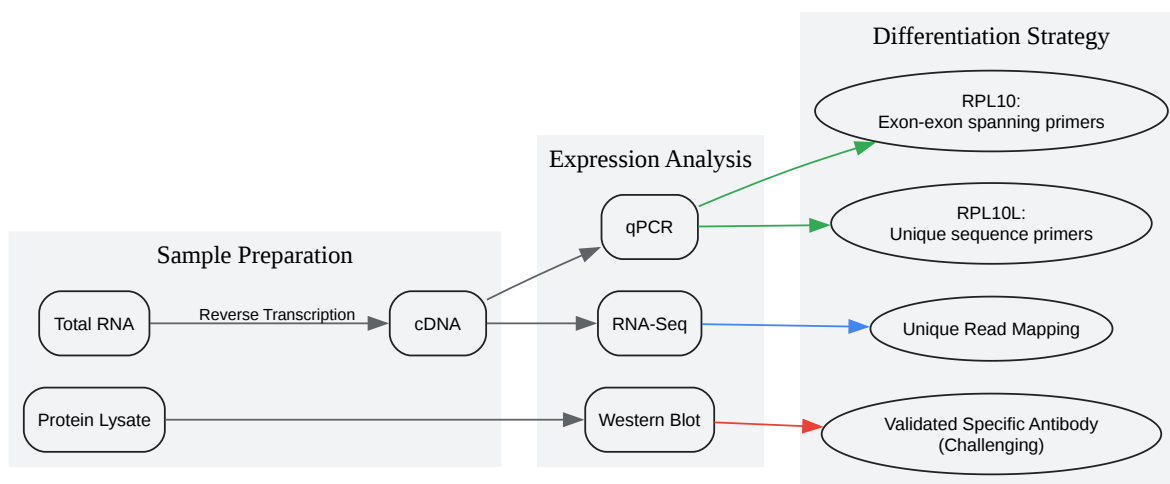 Sample Preparation
Total RNA
Reverse Transcription
cDNA
Protein Lysate
Expression Analysis
qPCR
RNA-Seq
Western Blot
Differentiation Strategy
RPL10:
Exon-exon spanning primers
RPL10L:
Unique sequence primers
Unique Read Mapping
Validated Specific Antibody
(Challenging)